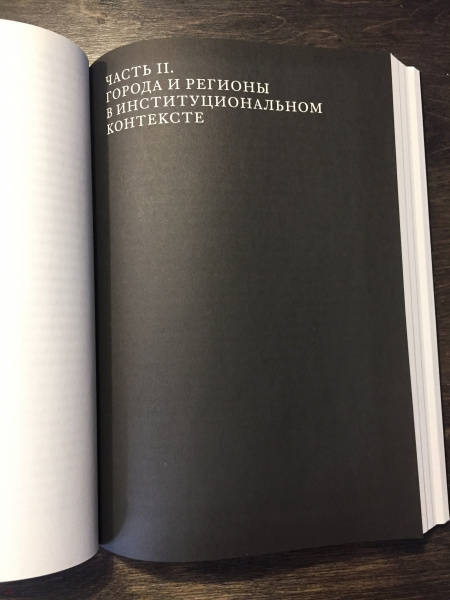 ЧАСТЬ II.
ГОРОДА И РЕГИОНЫ
В ИНСТИТУЦИОНАЛЬНОМ
КОНТЕКСТЕ